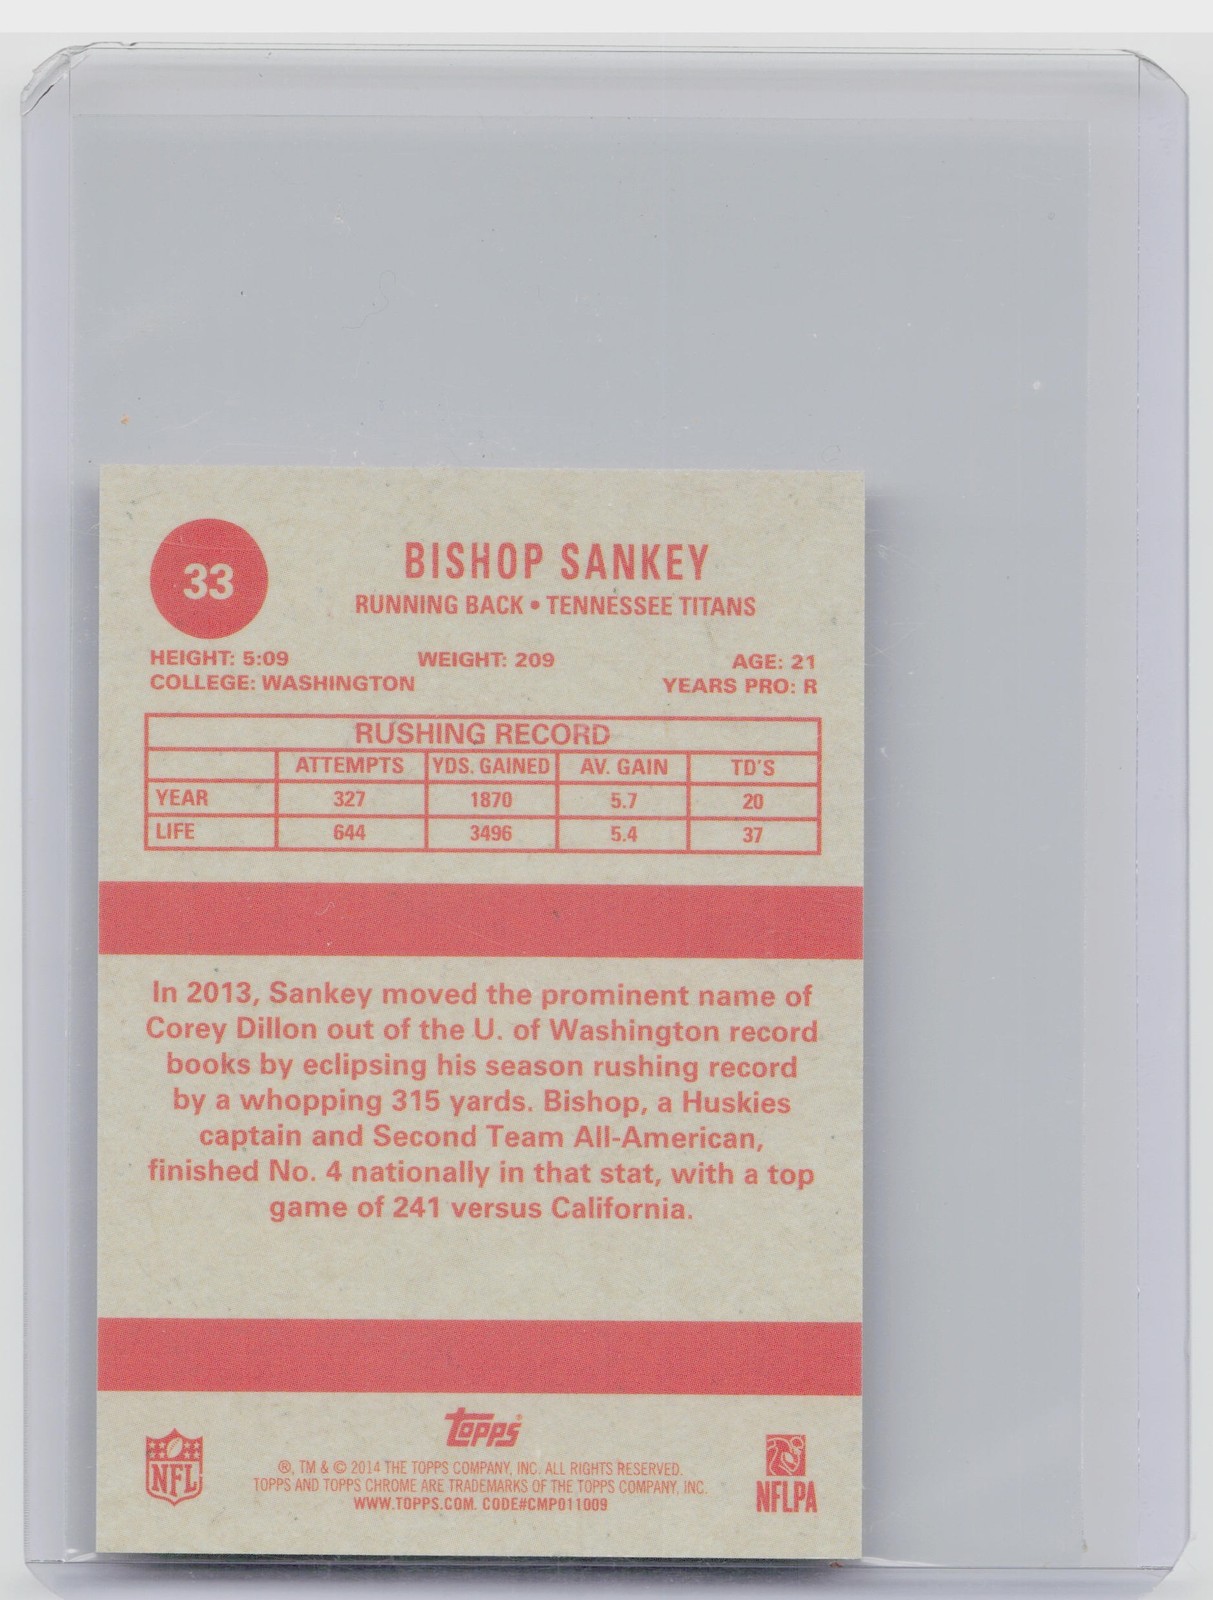 33
BISHOP SANKEY
RUNNING BACK • TENNESSEE TITANS
HEIGHT: 5:09 WEIGHT: 209 AGE: 21
COLLEGE: WASHINGTON YEARS PRO: R
RUSHING RECORD
ATTEMPTS YDS. GAINED AV. GAIN TD'S
YEAR 327 1870 5.7 20
LIFE 644 3496 5.4 37
In 2013, Sankey moved the prominent name of
Corey Dillon out of the U. of Washington record
books by eclipsing his season rushing record
by a whopping 315 yards. Bishop, a Huskies
captain and Second Team All-American,
finished No. 4 nationally in that stat, with a top
game of 241 versus California.
Topps®
NFL
®, TM & © 2014 THE TOPPS COMPANY, INC. ALL RIGHTS RESERVED.
TOPPS AND TOPPS CHROME ARE TRADEMARKS OF THE TOPPS COMPANY, INC.
WWW.TOPPS.COM. CODE#CMP011009
NFLPA